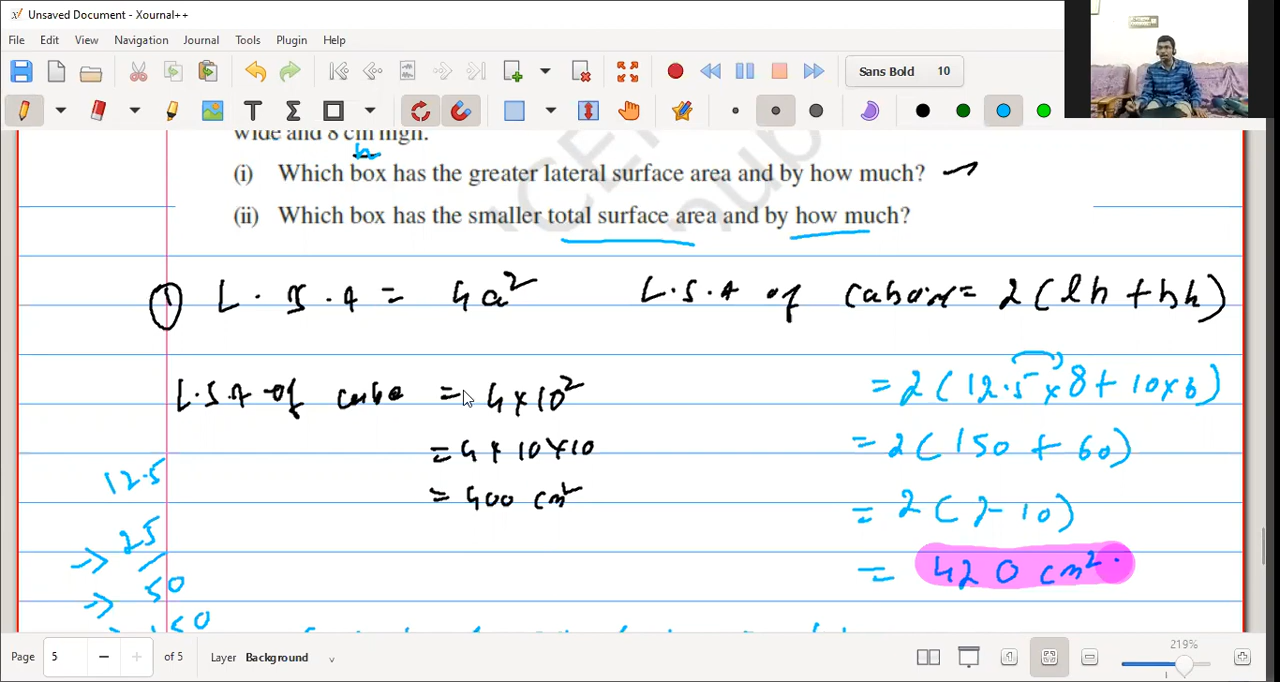 Unsaved Document - Xournal++
File Edit View Navigation Journal Tools Plugin Help
Sans Bold 10
wide and 8 cm high.
(i) Which box has the greater lateral surface area and by how much?
(ii) Which box has the smaller total surface area and by how much?
① L.S.A = 4a² L.S.A of = 2(lh + bh)
L.S.A of cube = 4 × 10² = 2(12.5 × 8 + 10 × 8)
= 4 × 10 × 10 = 2(150 + 60)
= 400 cm² = 2(210)
12.5
25
= 420 cm².
⇒ 50
⇒
Page 5 of 5 Layer Background 219%